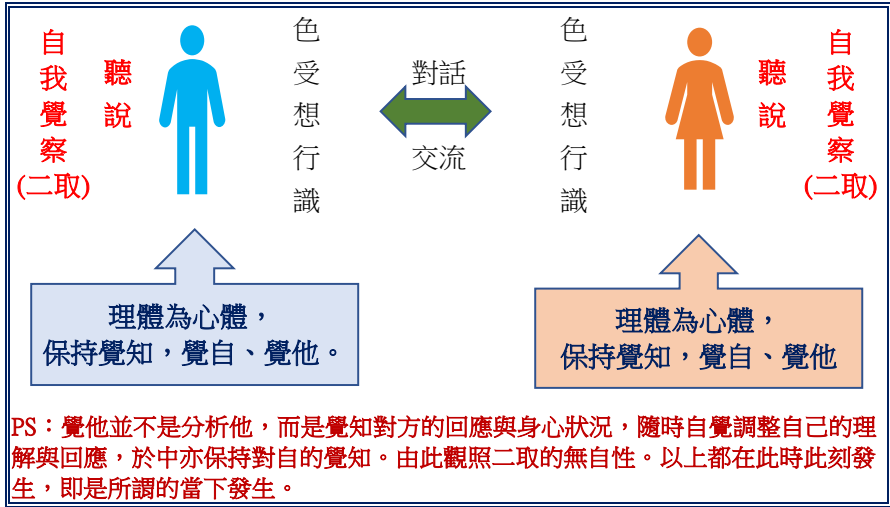 自我覺察(二取)
聽說
色受想行識
對話
交流
色受想行識
聽說
自我覺察(二取)
理體為心體，
保持覺知，覺自、覺他。
理體為心體，
保持覺知，覺自、覺他
PS：覺他並不是分析他，而是覺知對方的回應與身心狀況，隨時自覺調整自己的理
解與回應，於中亦保持對自的覺知。由此觀照二取的無自性。以上都在此時此刻發
生，即是所謂的當下發生。